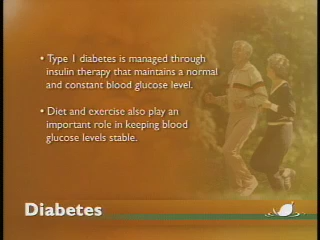 • Type 1 diabetes is managed through
insulin therapy that maintains a normal
and constant blood glucose level.
• Diet and exercise also play an
important role in keeping blood
glucose levels stable.
Diabetes